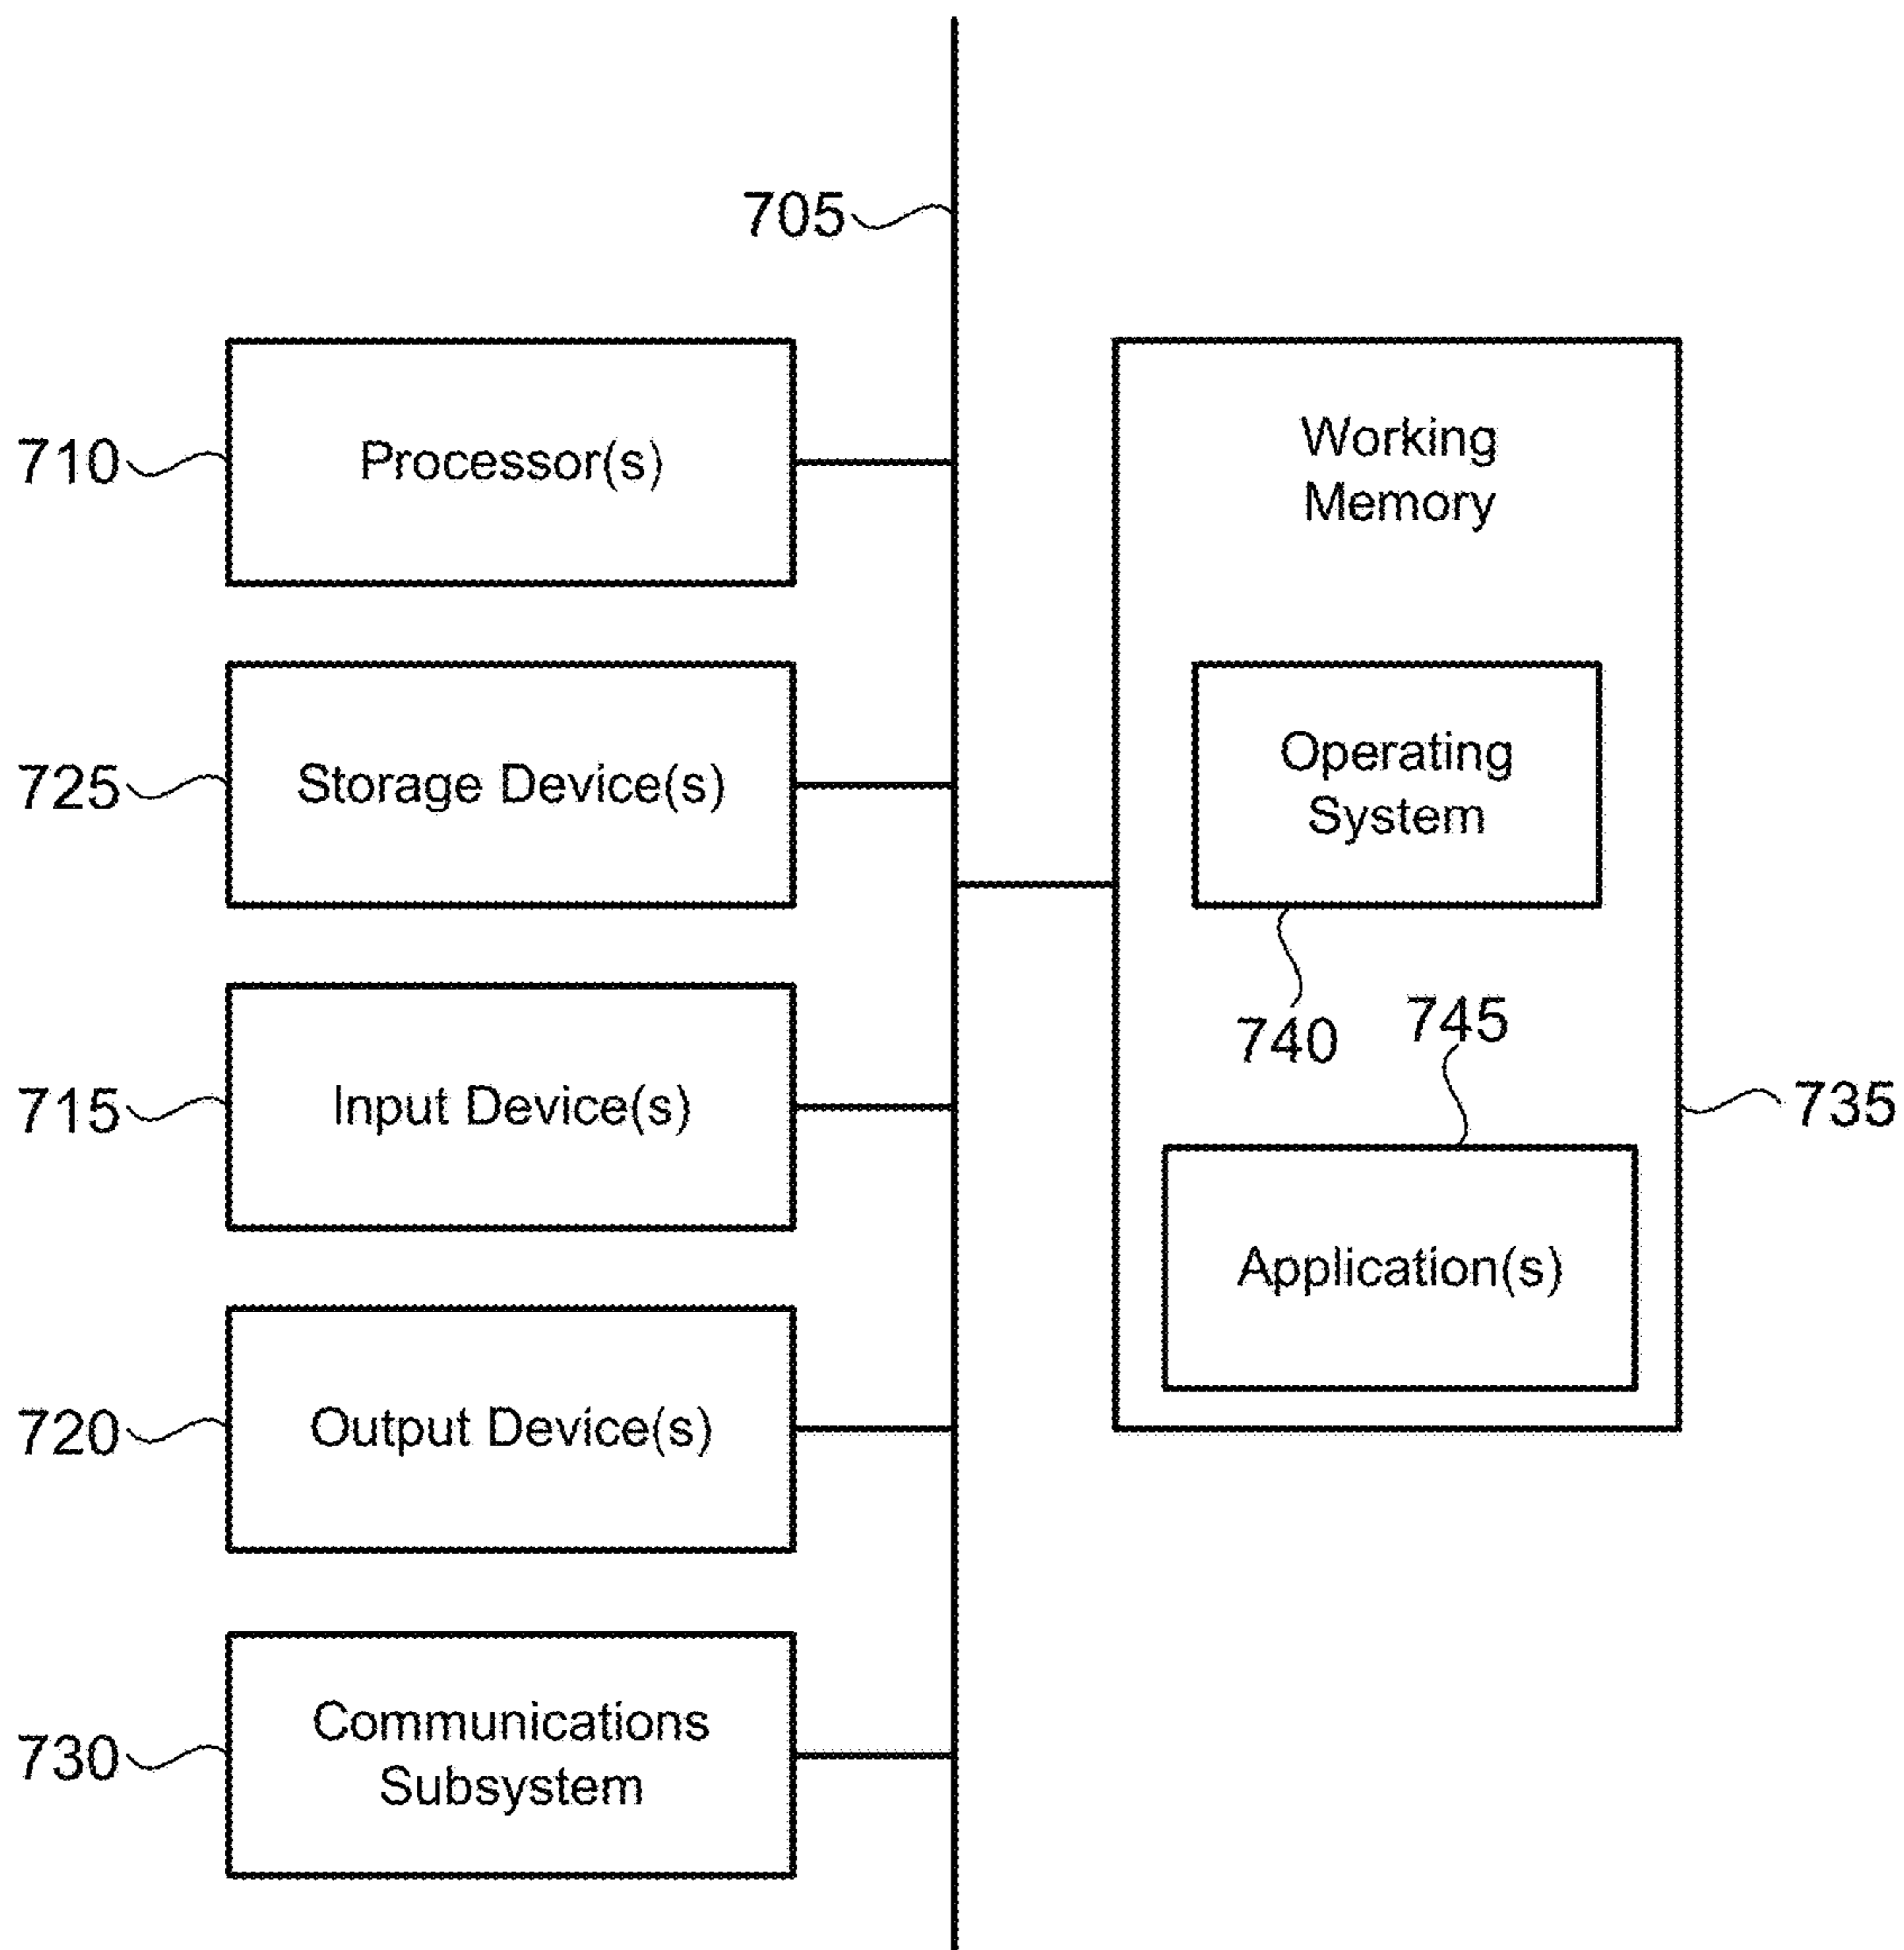 705
710
Processor(s)
Working
Memory
725
Storage Device(s)
Operating
System
740
745
715
Input Device(s)
735
Application(s)
720
Output Device(s)
730
Communications
Subsystem